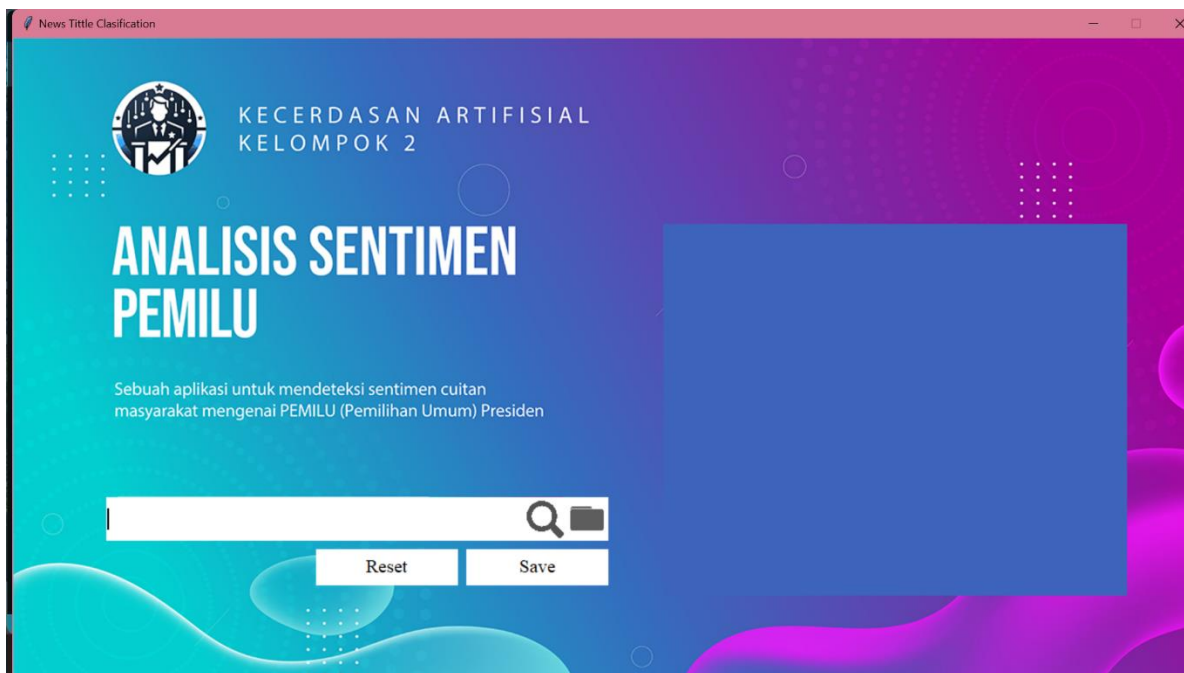 News Tittle Clasification
KECERDASAN ARTIFISIAL
KELOMPOK 2
ANALISIS SENTIMEN
PEMILU
Sebuah aplikasi untuk mendeteksi sentimen cuitan
masyarakat mengenai PEMILU (Pemilihan Umum) Presiden
Reset
Save